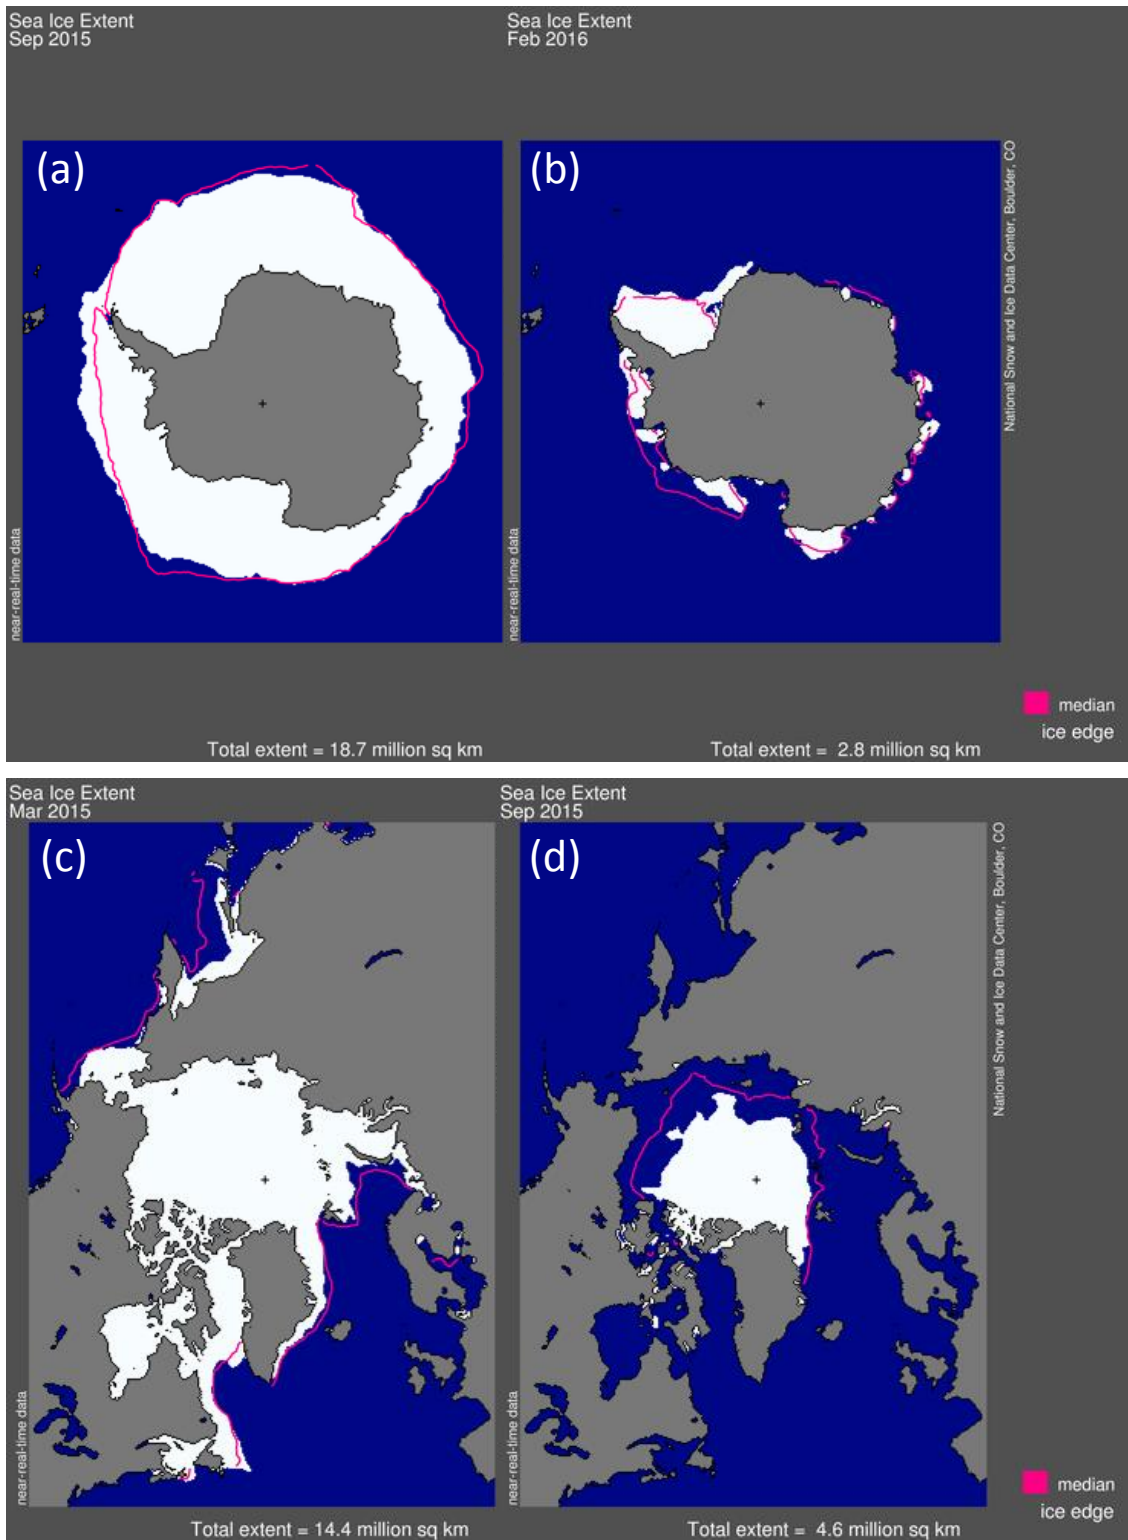 Sea Ice Extent
Sep 2015
Sea Ice Extent
Feb 2016
(a)
(b)
National Snow and Ice Data Center, Boulder, CO
near-real-time data
near-real-time data
median
ice edge
Total extent = 18.7 million sq km
Total extent = 2.8 million sq km
Sea Ice Extent
Mar 2015
Sea Ice Extent
Sep 2015
(c)
(d)
National Snow and Ice Data Center, Boulder, CO
near-real-time data
near-real-time data
median
ice edge
Total extent = 14.4 million sq km
Total extent = 4.6 million sq km